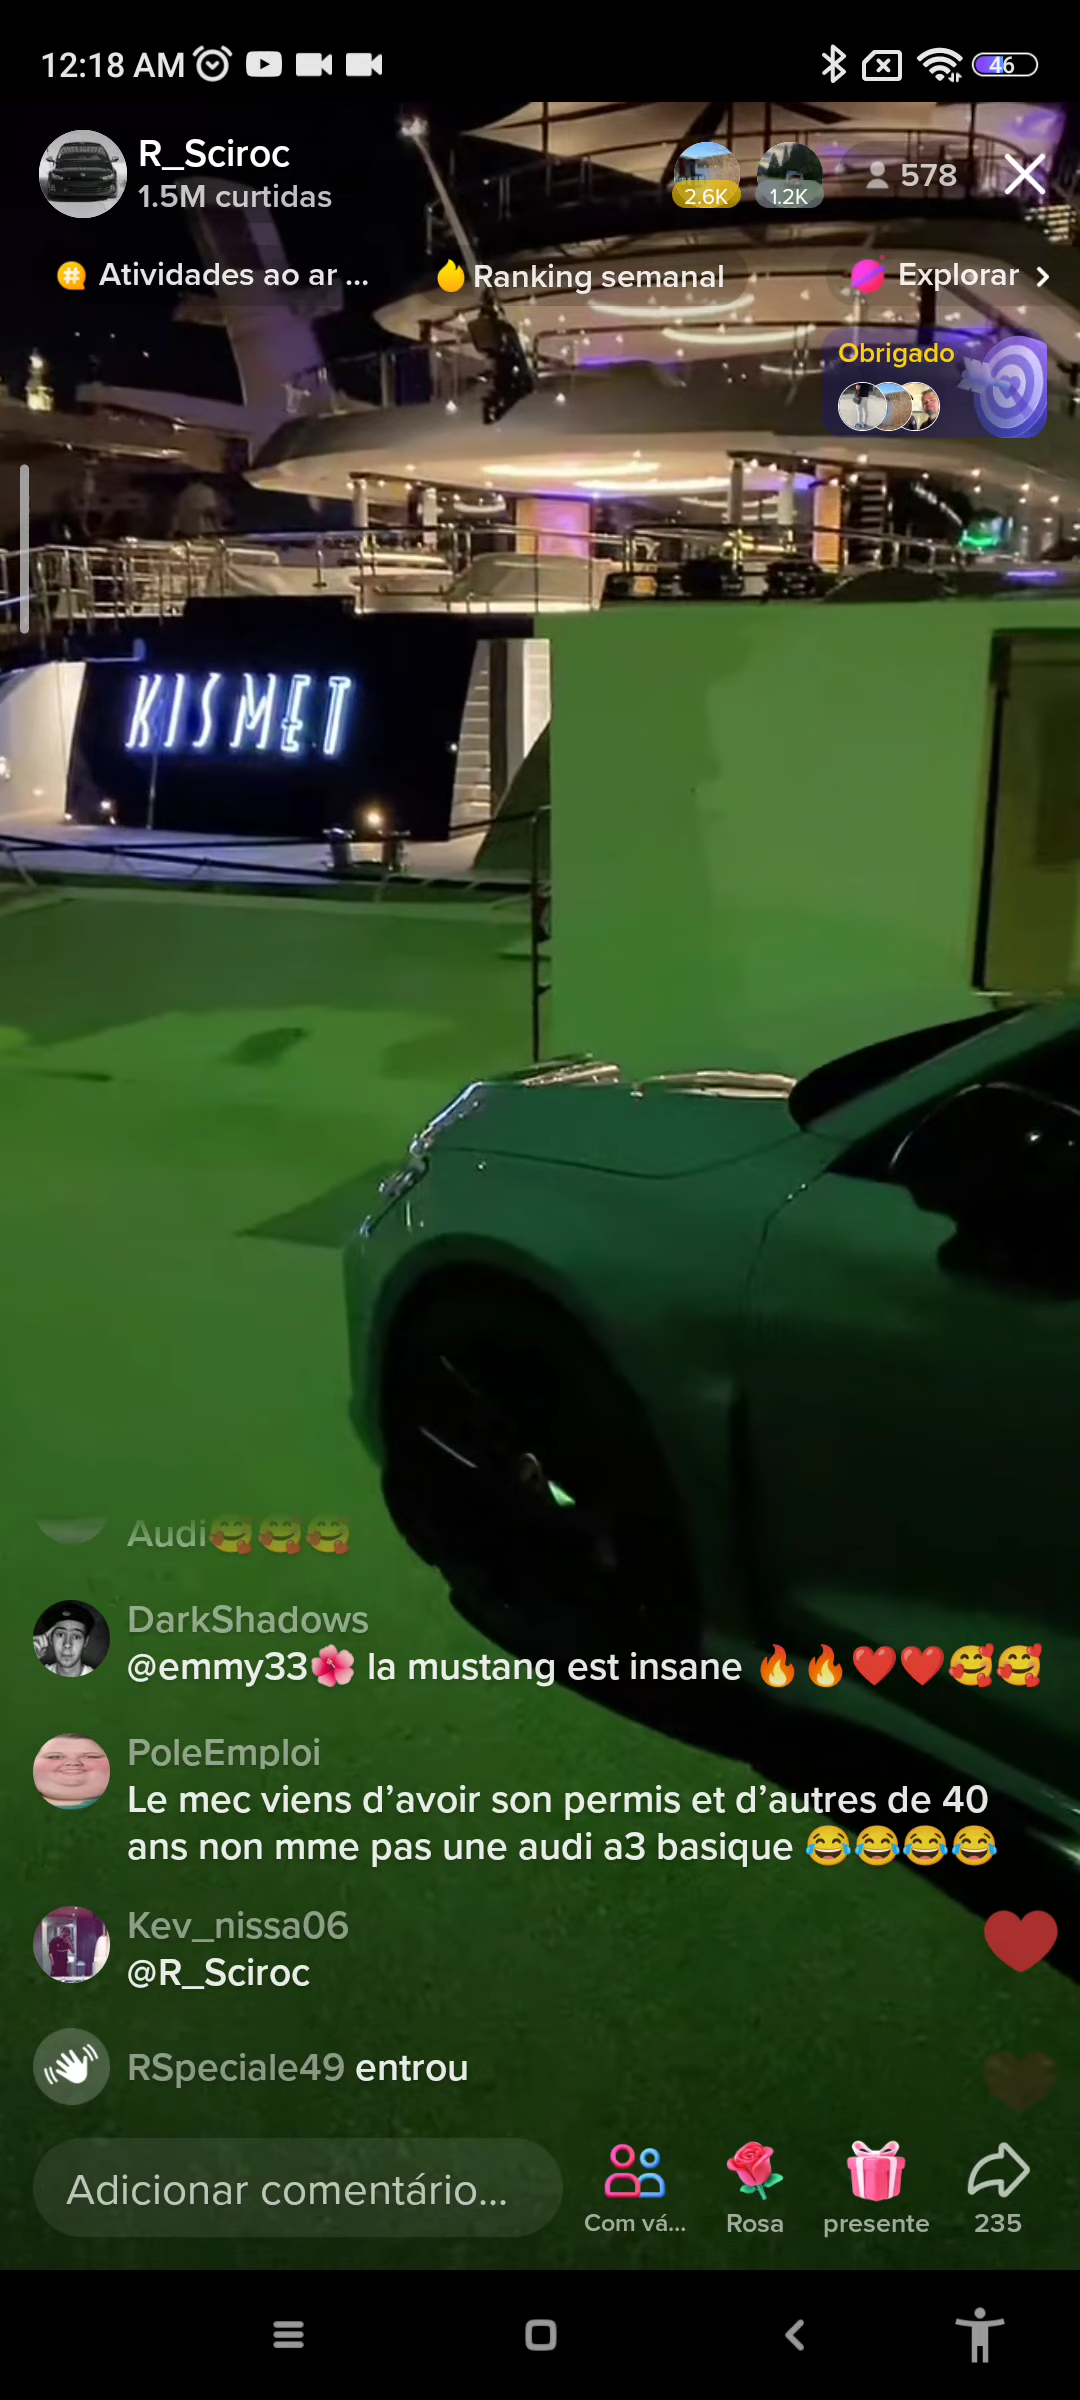 12:18 AM
46
R_Sciroc
1.5M curtidas
2.6K
1.2K
578
Atividades ao ar ...
Ranking semanal
Explorar
Obrigado
KISMET
Audi🥰🥰🥰
DarkShadows
@emmy33🌺 la mustang est insane 🔥🔥❤️❤️🥰🥰
PoleEmploi
Le mec viens d’avoir son permis et d’autres de 40
ans non mme pas une audi a3 basique 😂😂😂😂
Kev_nissa06
@R_Sciroc
RSpeciale49 entrou
Adicionar comentário...
Com vá...
Rosa
presente
235